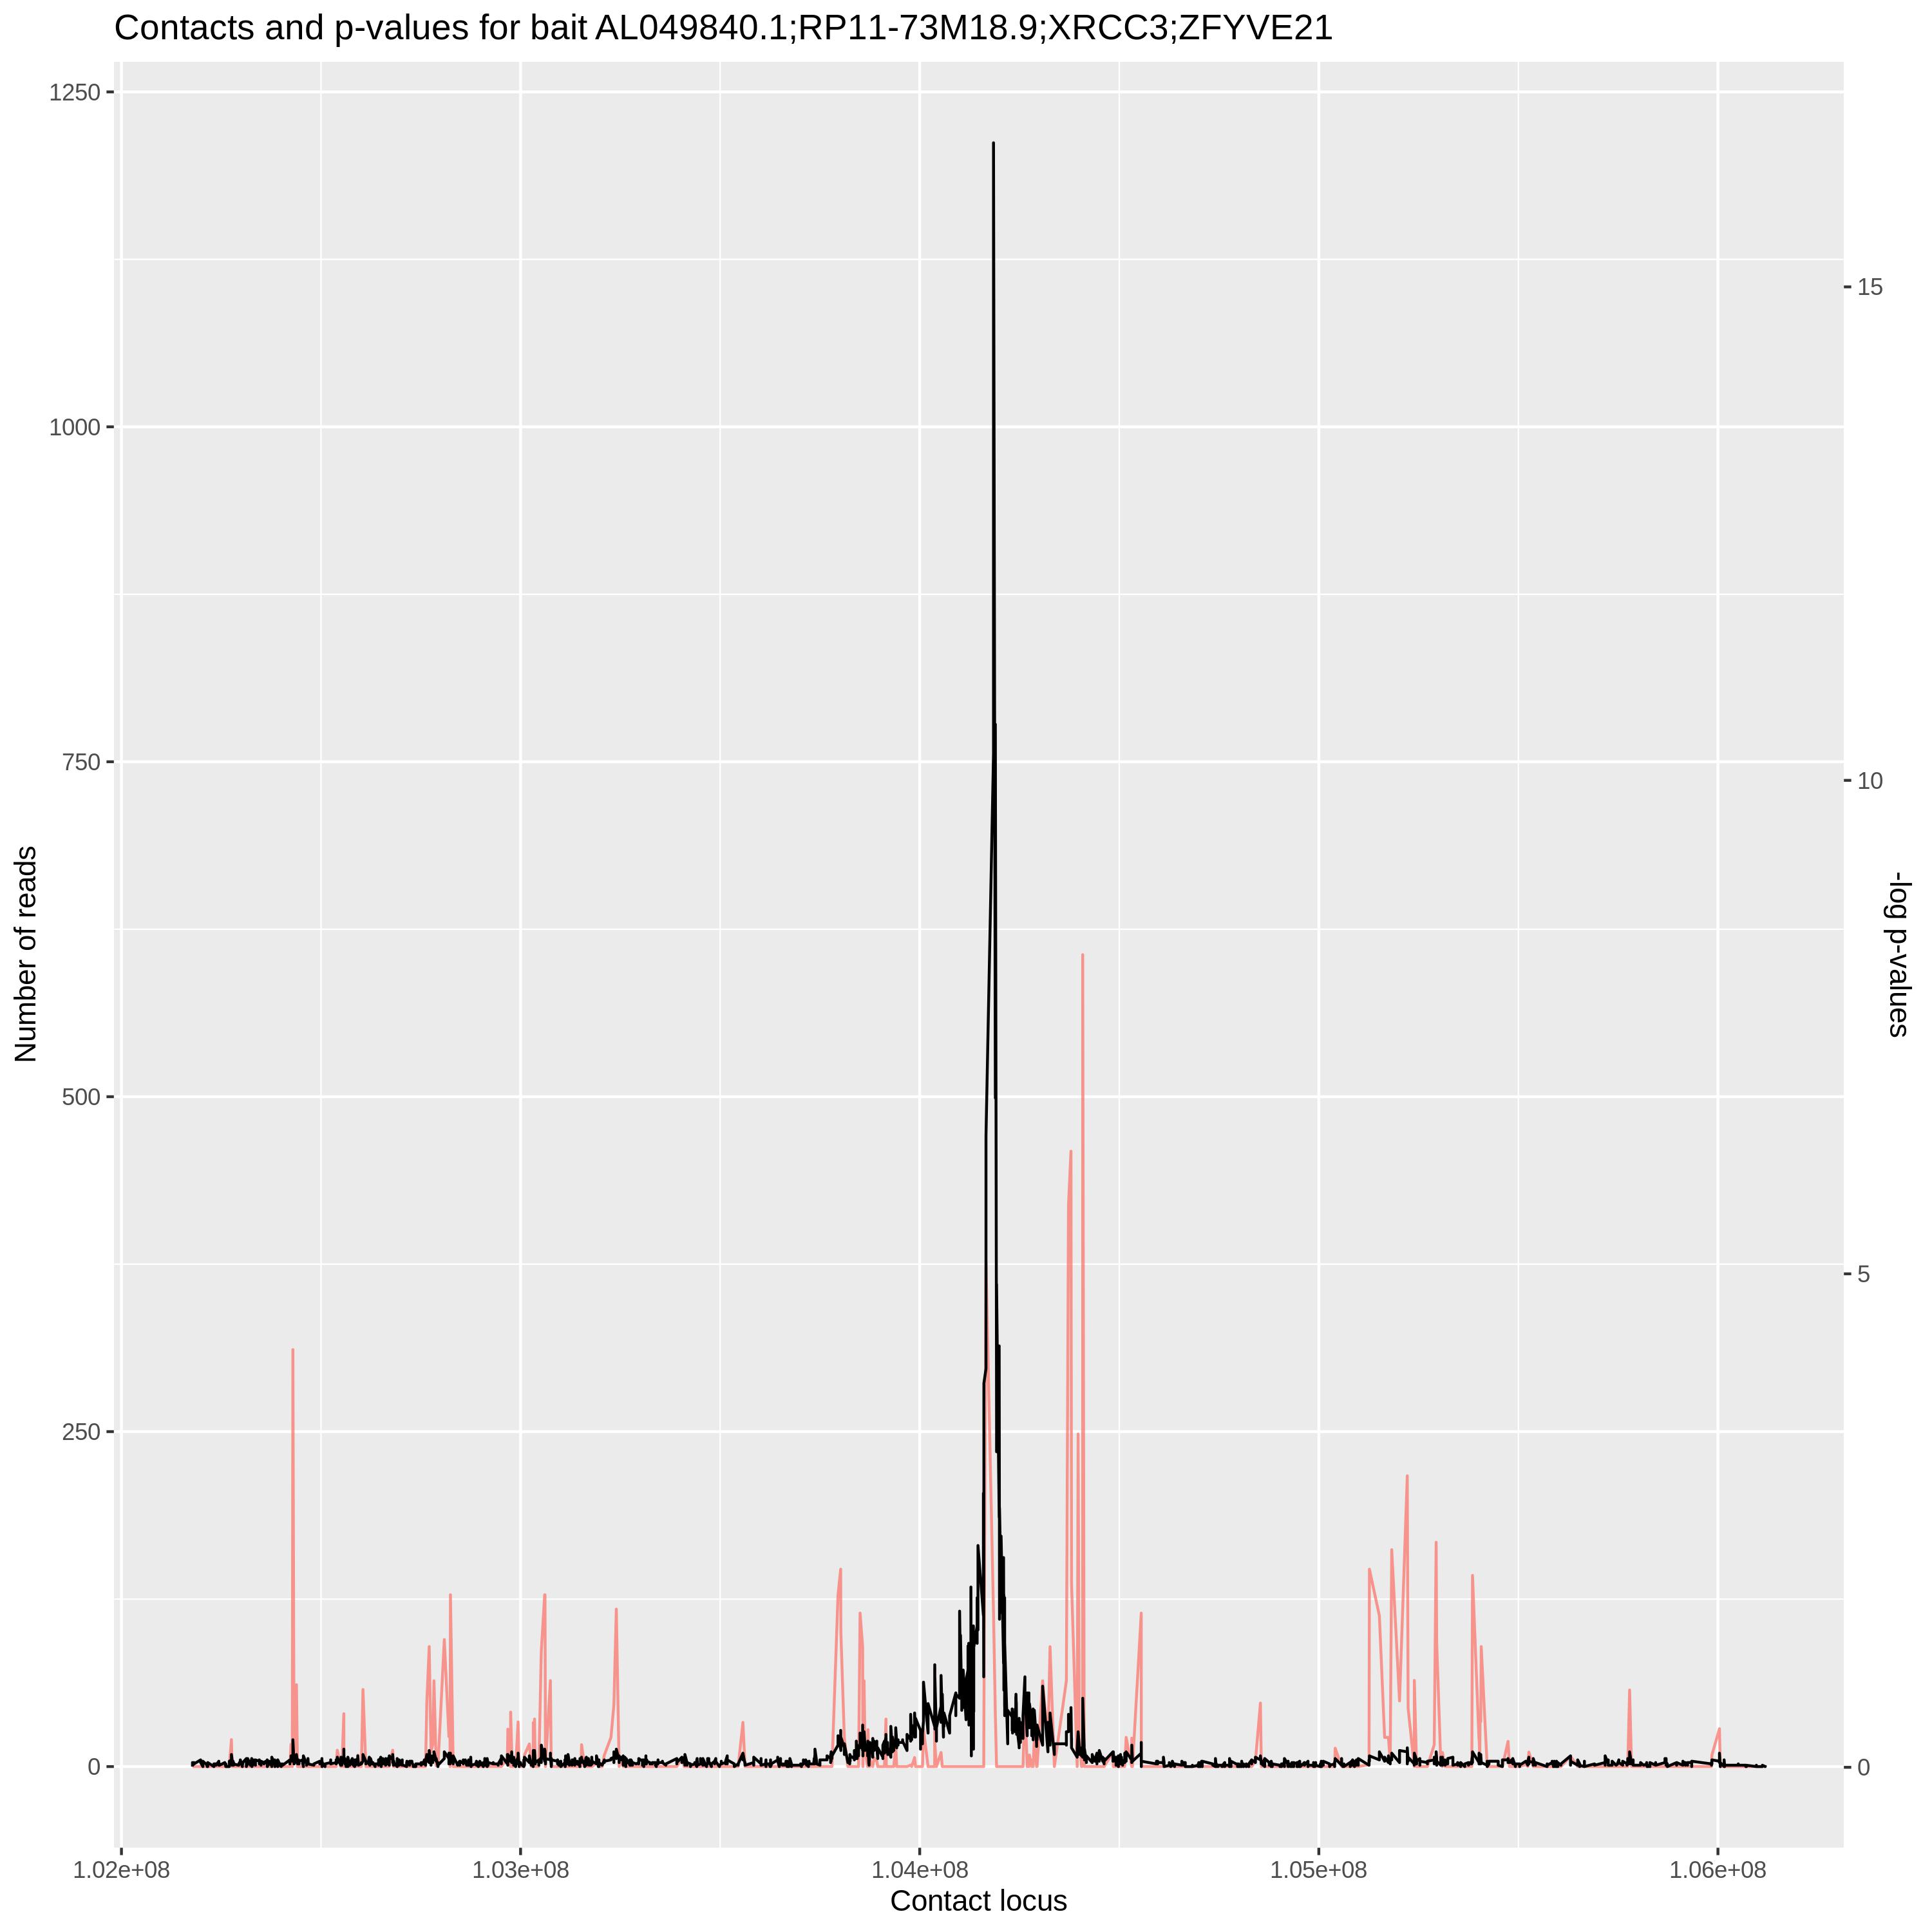 Contacts and p-values for bait AL049840.1;RP11-73M18.9;XRCC3;ZFYVE21
1250
1000
750
500
250
0
Number of reads
15
10
5
0
-log p-values
1.02e+08
1.03e+08
1.04e+08
1.05e+08
1.06e+08
Contact locus